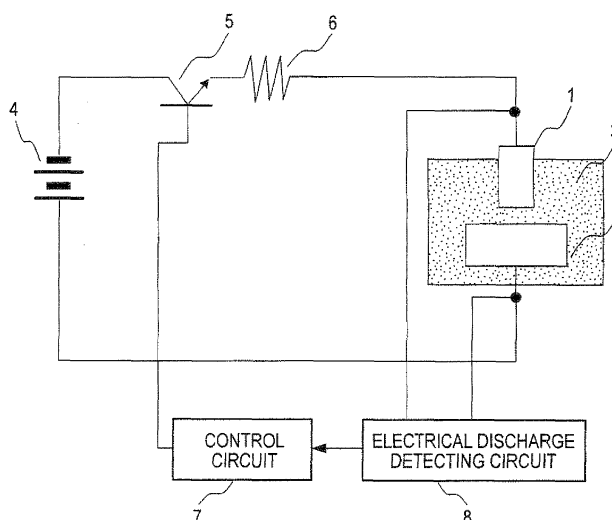 5
6
4
1
CONTROL
CIRCUIT
ELECTRICAL DISCHARGE
DETECTING CIRCUIT
7
8